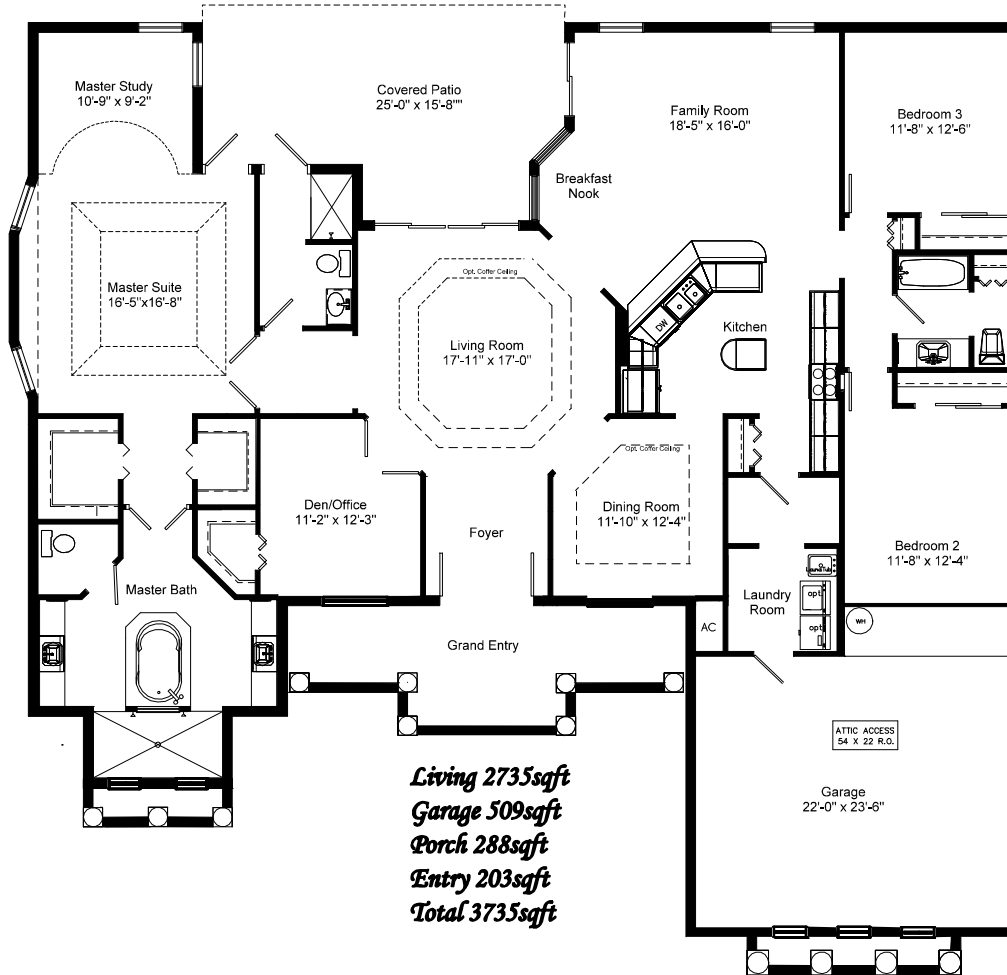 Master Study
10'-9" x 9'-2"
Covered Patio
25'-0" x 15'-8""
Family Room
18'-5" x 16'-0"
Bedroom 3
11'-8" x 12'-6"
Breakfast
Nook
Opt. Coffer Ceiling
Master Suite
16'-5"x16'-8"
Living Room
17'-11" x 17'-0"
DW
Kitchen
Opt. Coffer Ceiling
Den/Office
11'-2" x 12'-3"
Foyer
Dining Room
11'-10" x 12'-4"
Bedroom 2
11'-8" x 12'-4"
Master Bath
Laundry
Room
LaundTub
opt.
opt.
AC
WH
Grand Entry
ATTIC ACCESS
54 X 22 R.O.
Garage
22'-0" x 23'-6"
Living 2735sqft
Garage 509sqft
Porch 288sqft
Entry 203sqft
Total 3735sqft